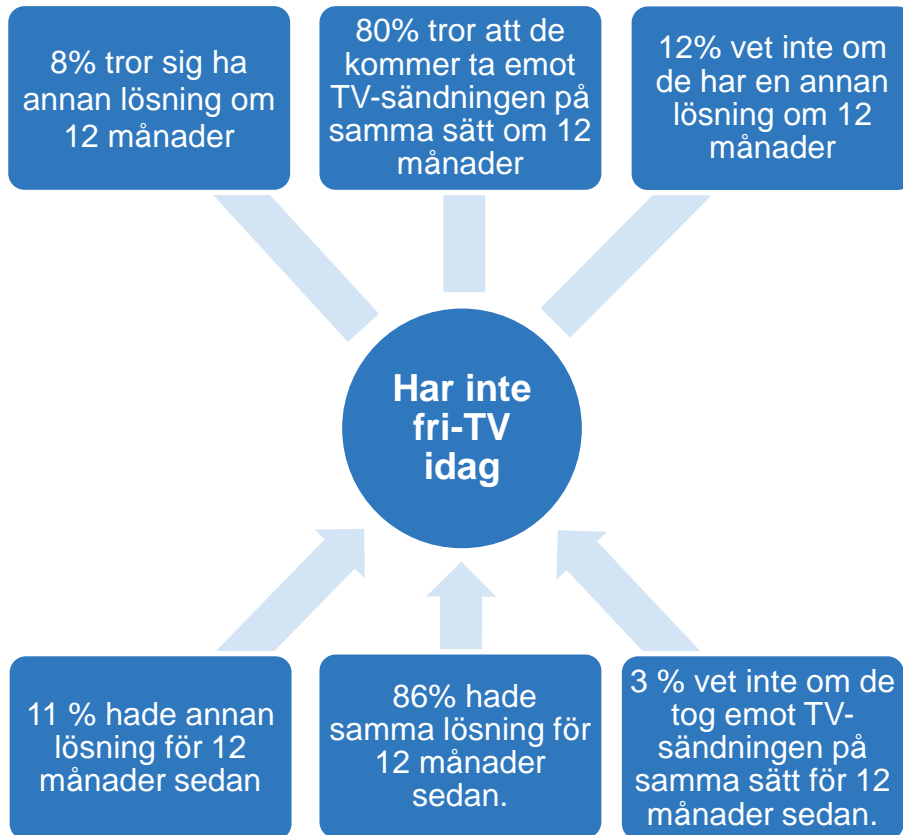 8% tror sig ha
annan lösning om
12 månader
80% tror att de
kommer ta emot
TV-sändningen på
samma sätt om 12
månader
12% vet inte om
de har en annan
lösning om 12
månader
Har inte
fri-TV
idag
11 % hade annan
lösning för 12
månader sedan
86% hade
samma lösning för
12 månader
sedan.
3 % vet inte om de
tog emot TV-
sändningen på
samma sätt för 12
månader sedan.